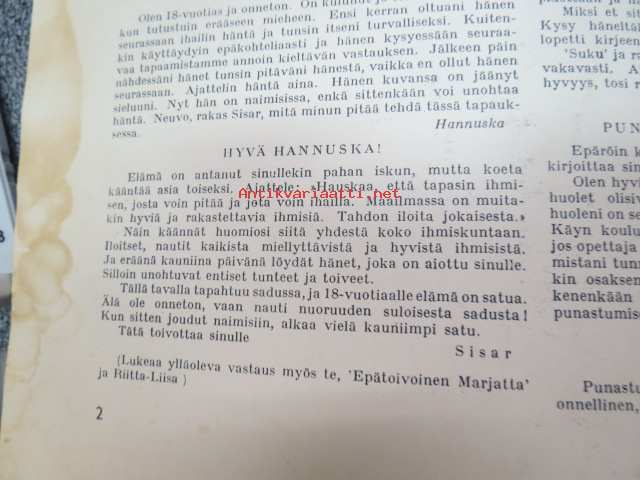 Olen 18-vuotias ja onneton. On kulunut jo
kun tutustuin erääseen mieheen. Ensi kerran oltuani hänen
seurassaan ihailin häntä ja tunsin itseni turvalliseksi. Kuiten-
kin käyttäydyin epäkohteliaasti ja hänen kysyessään seuraa-
vaa tapaamistamme annoin kieltävän vastauksen. Jälkeen päin
nähdessäni hänet tunsin pitäväni hänestä, vaikka en ollut hänen
seurassaan. Ajattelin häntä aina. Hänen kuvansa on jäänyt
sieluuni. Nyt hän on naimisissa, enkä sittenkään voi unohtaa
häntä. Neuvo, rakas Sisar, mitä minun pitää tehdä tässä tapauk-
sessa.
Hannuska
HYVÄ HANNUSKA!
Elämä on antanut sinullekin pahan iskun, mutta koeta
kääntää asia toiseksi. Ajattele: »Hauskaa, että tapasin ihmi-
sen, josta voin pitää ja jota voin ihailla. Maailmassa on muita-
kin hyviä ja rakastettavia ihmisiä. Tahdon iloita jokaisesta.»
Näin käännät huomiosi siitä yhdestä koko ihmiskuntaan.
Iloitset, nautit kaikista miellyttävistä ja hyvistä ihmisistä.
Ja eräänä kauniina päivänä löydät hänet, joka on aiottu sinulle.
Silloin unohtuvat entiset tunteet ja toiveet.
Tällä tavalla tapahtuu sadussa, ja 18-vuotiaalle elämä on satua.
Älä ole onneton, vaan nauti nuoruuden suloisesta sadusta!
Kun sitten joudut naimisiin, alkaa vielä kauniimpi satu.
Tätä toivottaa sinulle
Sisar
(Lukeaa ylläoleva vastaus myös te, 'Epätoivoinen Marjatta'
ja Riitta-Liisa )
2
Miksi et sit
Kysy häneltä
lopetti kirjeen
'Suku' ja ra
vakavasti. A
hyvyys, tosi r
PUN
Epäröin k
kirjoittaa sin
Olen hyvi
huolet olisiv
huoleni on se
Käyn koulu
jos opettaja
mistani tunn
kin osaksen
kenenkään
punastumise
Punastu
onnellinen,
Antikvariaatti.net